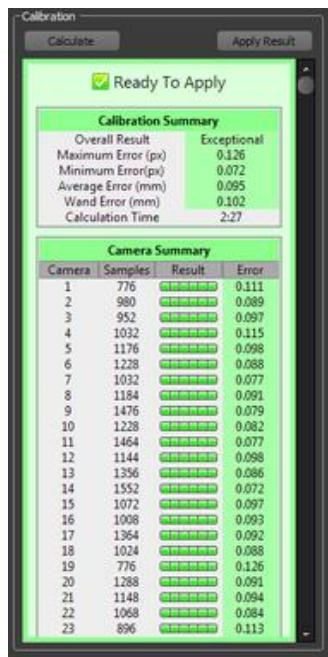 Calibration
Calculate Apply Result
Ready To Apply
Calibration Summary
Overall Result Exceptional
Maximum Error (px) 0.126
Minimum Error(px) 0.072
Average Error (mm) 0.095
Wand Error (mm) 0.102
Calculation Time 2:27
Camera Summary
Camera Samples Result Error
1 776 0.111
2 980 0.089
3 952 0.097
4 1032 0.115
5 1176 0.098
6 1228 0.088
7 1032 0.077
8 1184 0.091
9 1476 0.079
10 1228 0.082
11 1464 0.077
12 1144 0.098
13 1356 0.086
14 1552 0.072
15 1072 0.097
16 1008 0.093
17 1364 0.092
18 1024 0.088
19 776 0.126
20 1288 0.091
21 1148 0.094
22 1068 0.084
23 896 0.113